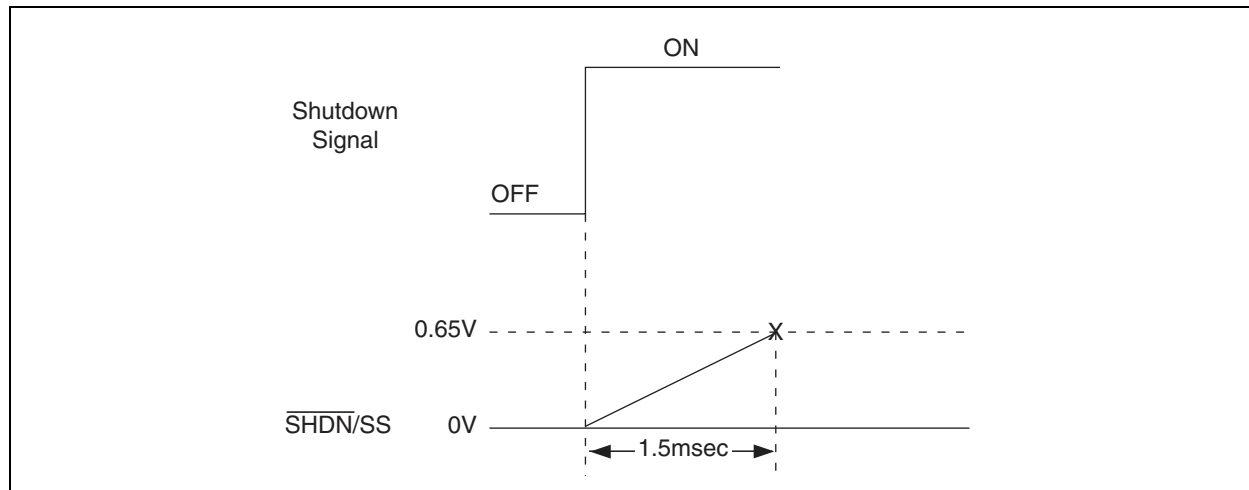 ON
Shutdown
Signal
OFF
0.65V
X
SHDN/SS 0V
1.5msec